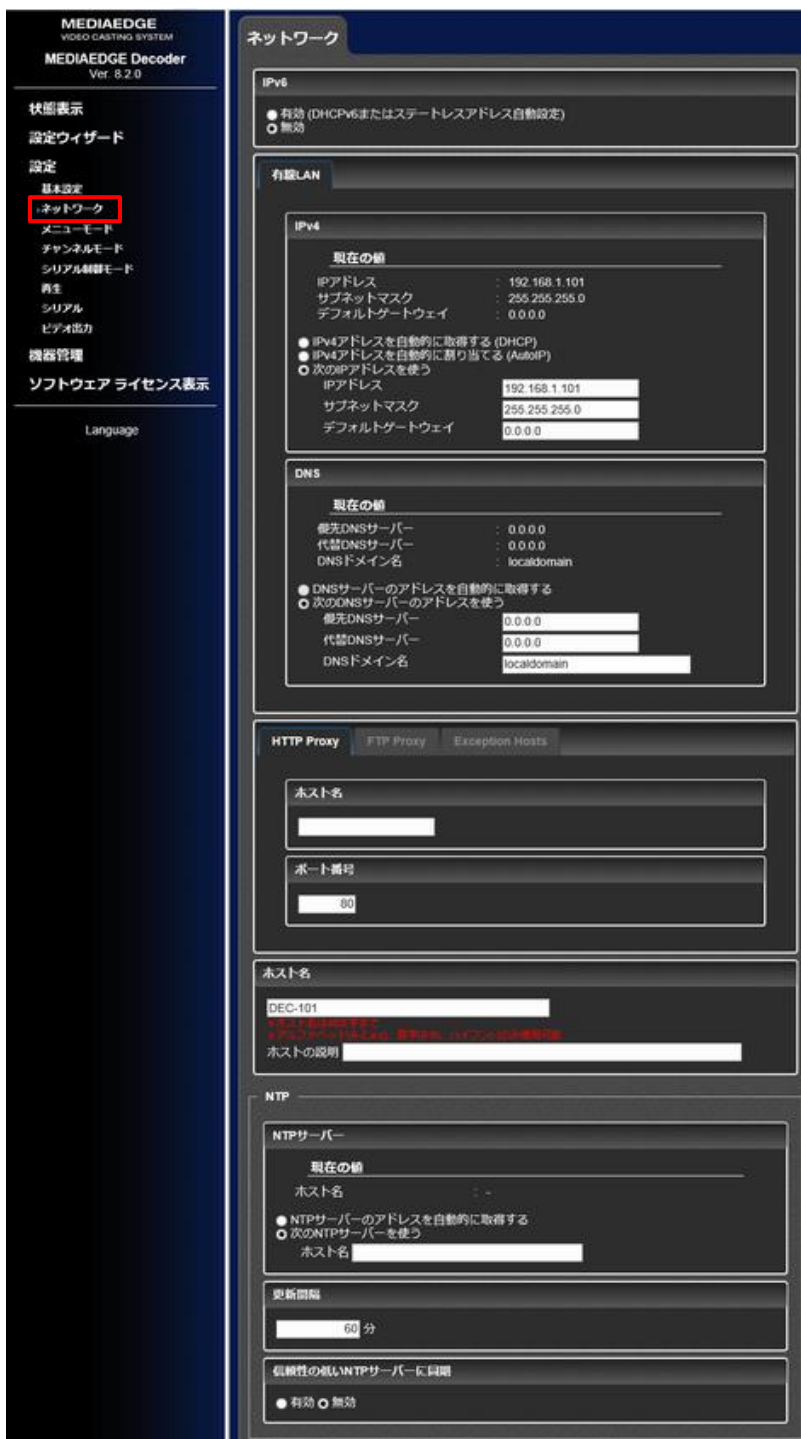 MEDIAEDGE
VIDEO CASTING SYSTEM
MEDIAEDGE Decoder
Ver. 8.2.0
状態表示
設定ウィザード
設定
基本設定
ネットワーク
メニューモード
チャンネルモード
シリアル制御モード
再生
シリアル
ビデオ出力
機器管理
ソフトウェア ライセンス表示
Language
ネットワーク
IPv6
有効 (DHCPv6またはステートレスアドレス自動設定)
無効
有線LAN
IPv4
現在の値
IPアドレス : 192.168.1.101
サブネットマスク : 255.255.255.0
デフォルトゲートウェイ : 0.0.0.0
IPv4アドレスを自動的に取得する (DHCP)
IPv4アドレスを自動的に割り当てる (AutoIP)
次のIPアドレスを使う
IPアドレス 192.168.1.101
サブネットマスク 255.255.255.0
デフォルトゲートウェイ 0.0.0.0
DNS
現在の値
優先DNSサーバー : 0.0.0.0
代替DNSサーバー : 0.0.0.0
DNSドメイン名 : localdomain
DNSサーバーのアドレスを自動的に取得する
次のDNSサーバーのアドレスを使う
優先DNSサーバー 0.0.0.0
代替DNSサーバー 0.0.0.0
DNSドメイン名 localdomain
HTTP Proxy FTP Proxy Exception Hosts
ホスト名
ポート番号
80
ホスト名
DEC-101
ホストの説明
NTP
NTPサーバー
現在の値
ホスト名 : -
NTPサーバーのアドレスを自動的に取得する
次のNTPサーバーを使う
ホスト名
更新間隔
60 分
信頼性の低いNTPサーバーに同期
有効 無効